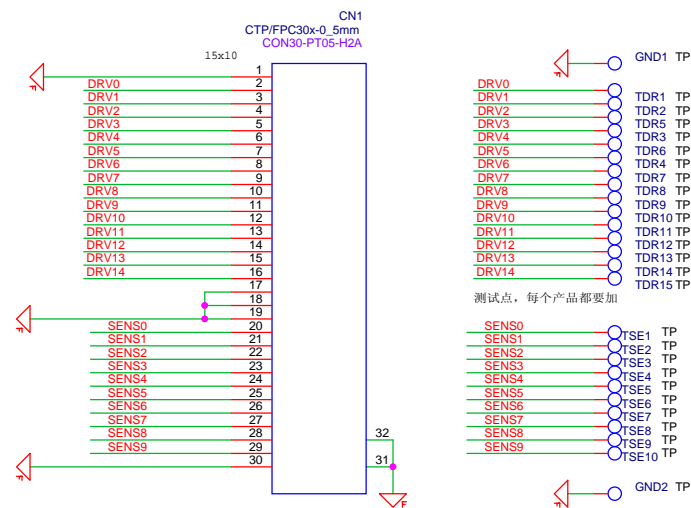 CN1
CTP/FPC30x-0_5mm
CON30-PT05-H2A
15x10
1
DRV0 2
DRV1 3
DRV2 4
DRV3 5
DRV4 6
DRV5 7
DRV6 8
DRV7 9
DRV8 10
DRV9 11
DRV10 12
DRV11 13
DRV12 14
DRV13 15
DRV14 16
17
18
19
SENS0 20
SENS1 21
SENS2 22
SENS3 23
SENS4 24
SENS5 25
SENS6 26
SENS7 27
SENS8 28
SENS9 29
30
32
31
F
F
F
F
GND1 TP
F
DRV0 TDR1 TP
DRV1 TDR2 TP
DRV2 TDR5 TP
DRV3 TDR3 TP
DRV4 TDR6 TP
DRV5 TDR4 TP
DRV6 TDR7 TP
DRV7 TDR8 TP
DRV8 TDR9 TP
DRV9 TDR10 TP
DRV10 TDR11 TP
DRV11 TDR12 TP
DRV12 TDR13 TP
DRV13 TDR14 TP
DRV14 TDR15 TP
测试点，每个产品都要加
SENS0 TSE1 TP
SENS1 TSE2 TP
SENS2 TSE3 TP
SENS3 TSE4 TP
SENS4 TSE5 TP
SENS5 TSE6 TP
SENS6 TSE7 TP
SENS7 TSE8 TP
SENS8 TSE9 TP
SENS9 TSE10 TP
GND2 TP
F